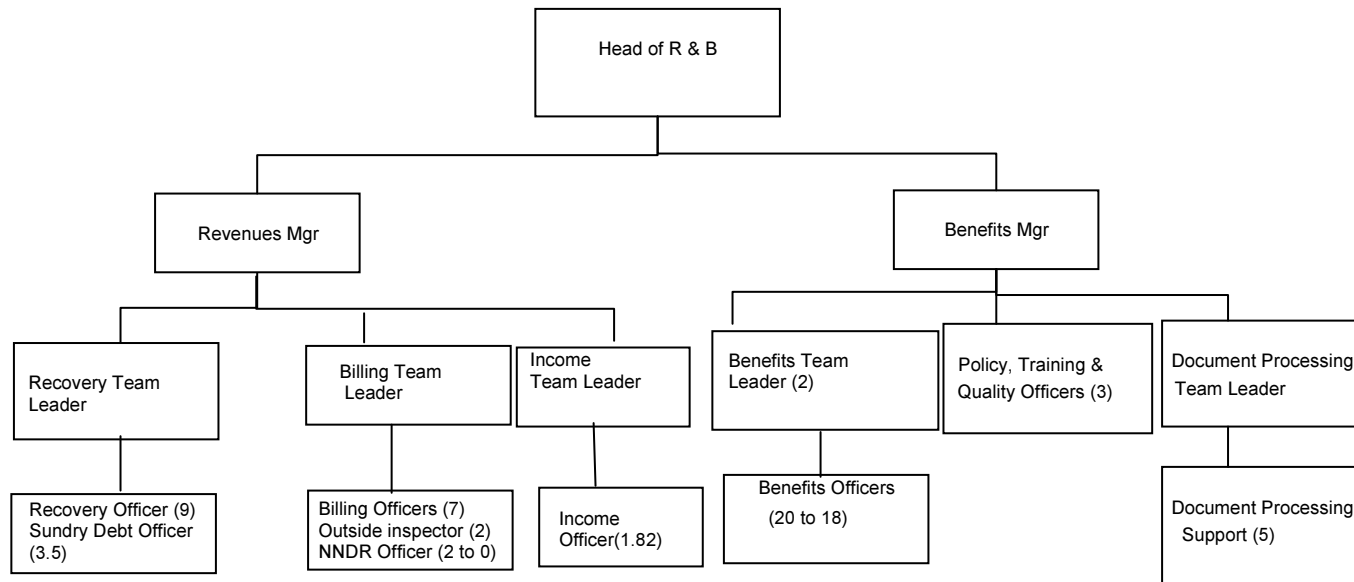 Head of R & B
Revenues Mgr
Benefits Mgr
Recovery Team
Leader
Billing Team
Leader
Income
Team Leader
Benefits Team
Leader (2)
Policy, Training &
Quality Officers (3)
Document Processing
Team Leader
Recovery Officer (9)
Sundry Debt Officer
(3.5)
Billing Officers (7)
Outside inspector (2)
NNDR Officer (2 to 0)
Income
Officer(1.82)
Benefits Officers
(20 to 18)
Document Processing
Support (5)